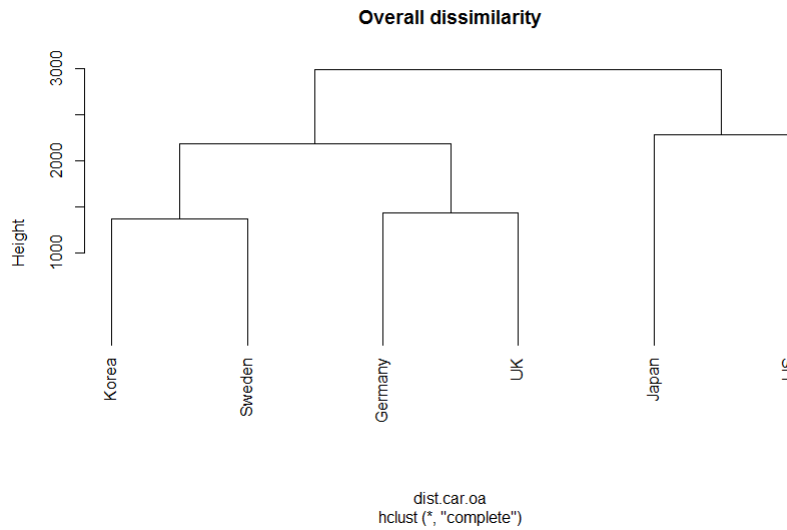 Overall dissimilarity
Height
3000
2000
1000
Korea
Sweden
Germany
UK
Japan
dist.car.oa
hclust (*, "complete")